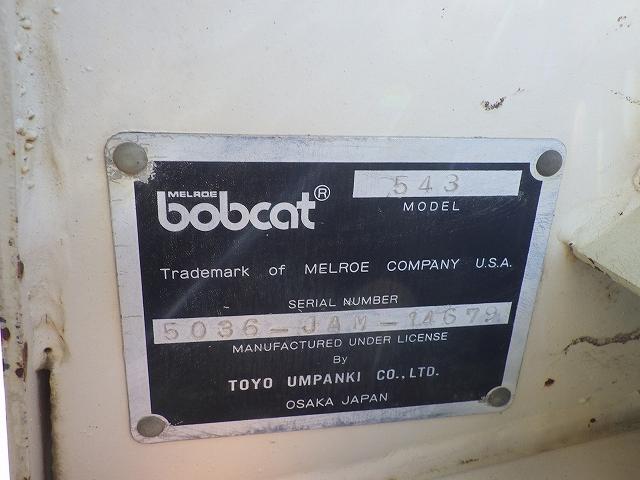 MELROE
bobcat®
543
MODEL
Trademark of MELROE COMPANY U.S.A.
SERIAL NUMBER
5036-JAM-14679
MANUFACTURED UNDER LICENSE
By
TOYO UMPANKI CO.,LTD.
OSAKA JAPAN